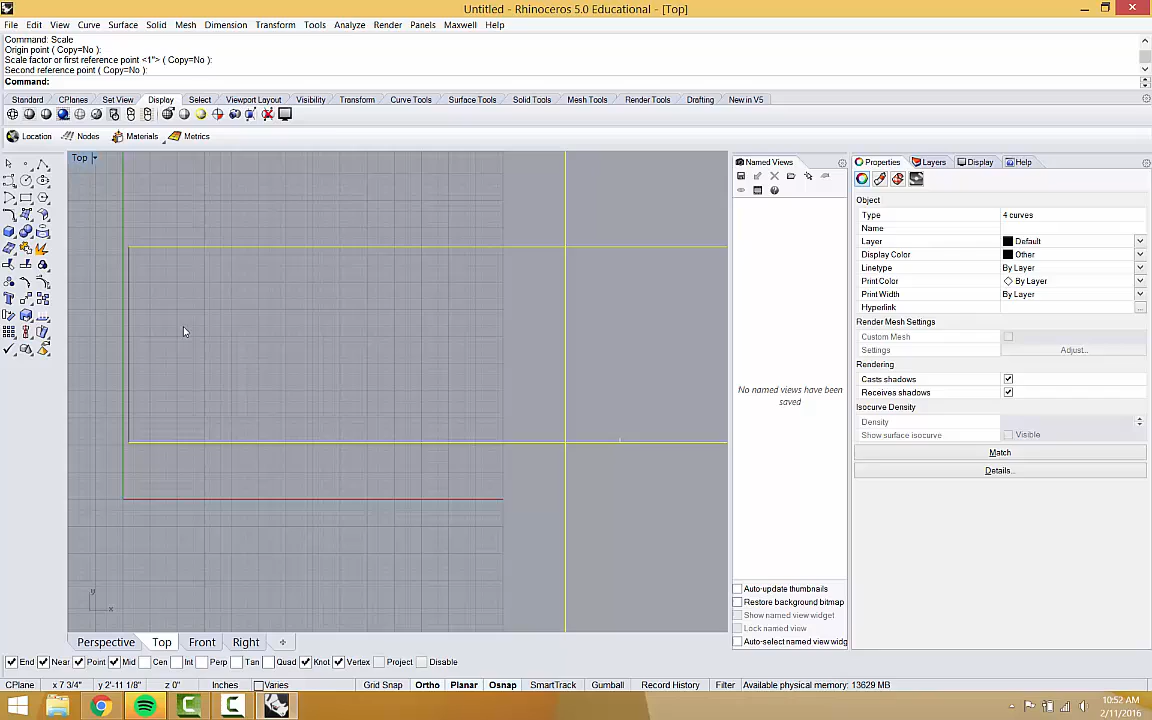 Untitled - Rhinoceros 5.0 Educational - [Top]
File Edit View Curve Surface Solid Mesh Dimension Transform Tools Analyze Render Panels Maxwell Help
Command: Scale
Origin point ( Copy=No ):
Scale factor or first reference point <1"> ( Copy=No ):
Second reference point ( Copy=No ):
Command:
Standard CPlanes Set View Display Select Viewport Layout Visibility Transform Curve Tools Surface Tools Solid Tools Mesh Tools Render Tools Drafting New in V5
Location Nodes Materials Metrics
Top
Named Views
Properties Layers Display Help
Object
Type 4 curves
Name
Layer Default
Display Color Other
Linetype By Layer
Print Color By Layer
Print Width By Layer
Hyperlink ...
Render Mesh Settings
Custom Mesh
Settings Adjust...
Rendering
Casts shadows
Receives shadows
Isocurve Density
Density
Show surface isocurve Visible
Match
Details...
No named views have been
saved
Auto-update thumbnails
Restore background bitmap
Show named view widget
Lock named view
Auto-select named view widg
y
x
Perspective Top Front Right
End Near Point Mid Cen Int Perp Tan Quad Knot Vertex Project Disable
CPlane x 7 3/4" y 2'-11 1/8" z 0" Inches Varies Grid Snap Ortho Planar Osnap SmartTrack Gumball Record History Filter Available physical memory: 13629 MB
10:52 AM
2/11/2016